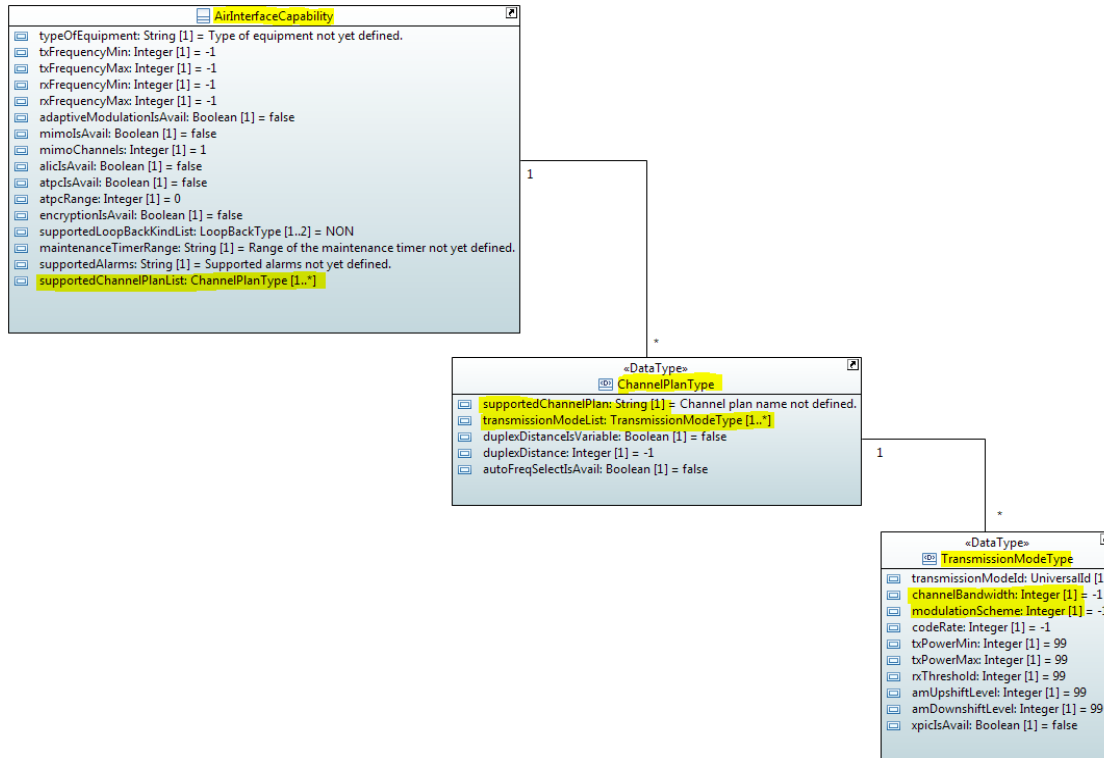 AirInterfaceCapability
typeOfEquipment: String [1] = Type of equipment not yet defined.
txFrequencyMin: Integer [1] = -1
txFrequencyMax: Integer [1] = -1
rxFrequencyMin: Integer [1] = -1
rxFrequencyMax: Integer [1] = -1
adaptiveModulationIsAvail: Boolean [1] = false
mimoIsAvail: Boolean [1] = false
mimoChannels: Integer [1] = 1
alicIsAvail: Boolean [1] = false
atpcIsAvail: Boolean [1] = false
atpcRange: Integer [1] = 0
encryptionIsAvail: Boolean [1] = false
supportedLoopBackKindList: LoopBackType [1..2] = NON
maintenanceTimerRange: String [1] = Range of the maintenance timer not yet defined.
supportedAlarms: String [1] = Supported alarms not yet defined.
supportedChannelPlanList: ChannelPlanType [1..*]
1
*
«DataType»
ChannelPlanType
supportedChannelPlan: String [1] = Channel plan name not defined.
transmissionModeList: TransmissionModeType [1..*]
duplexDistanceIsVariable: Boolean [1] = false
duplexDistance: Integer [1] = -1
autoFreqSelectIsAvail: Boolean [1] = false
1
*
«DataType»
TransmissionModeType
transmissionModeId: UniversalId [1
channelBandwidth: Integer [1] = -1
modulationScheme: Integer [1] = -1
codeRate: Integer [1] = -1
txPowerMin: Integer [1] = 99
txPowerMax: Integer [1] = 99
rxThreshold: Integer [1] = 99
amUpshiftLevel: Integer [1] = 99
amDownshiftLevel: Integer [1] = 99
xpicIsAvail: Boolean [1] = false